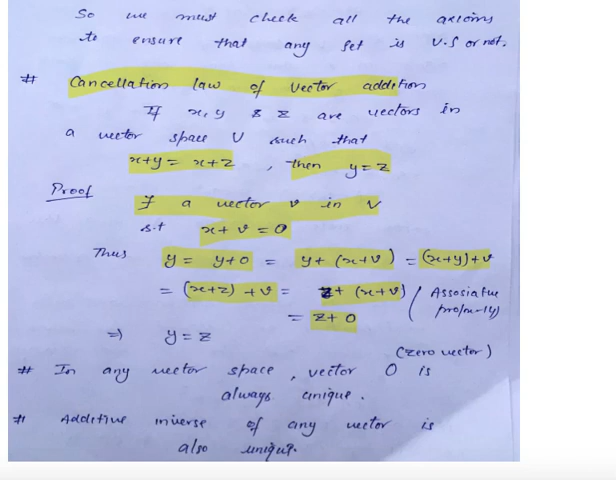 So we must check all the axioms
to ensure that any set is V.S or not.
# Cancellation law of vector addition
If x, y & z are vectors in
a vector space V such that
x+y = x+z , then y=z
Proof ∃ a vector v in V
s.t x+v=0
Thus y = y+0 = y+(x+v) = (x+y)+v
= (x+z)+v = z+(x+v) / Assosiative
= z+0
⇒ y=z
(zero vector)
# In any vector space, vector 0 is
always unique.
# Additive inverse of any vector is
also unique.